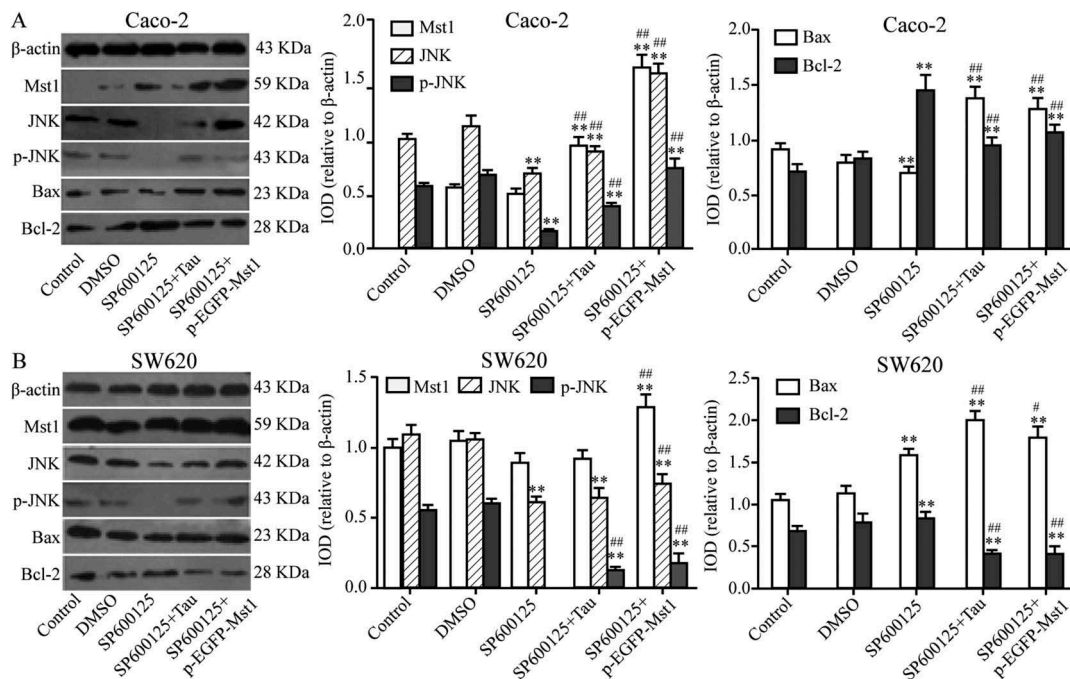 A
Caco-2
β-actin
43 KDa
Mst1
59 KDa
JNK
42 KDa
p-JNK
43 KDa
Bax
23 KDa
Bcl-2
28 KDa
Control
DMSO
SP600125
SP600125+Tau
SP600125+
p-EGFP-Mst1
Caco-2
IOD (relative to β-actin)
2.0
1.5
1.0
0.5
0.0
Mst1
JNK
p-JNK
**
##
**
##
**
##
**
##
**
##
**
##
**
**
Control
DMSO
SP600125
SP600125+Tau
SP600125+
p-EGFP-Mst1
Caco-2
IOD (relative to β-actin)
2.0
1.5
1.0
0.5
0.0
Bax
Bcl-2
**
**
##
**
##
**
##
**
##
**
Control
DMSO
SP600125
SP600125+Tau
SP600125+
p-EGFP-Mst1
B
SW620
β-actin
43 KDa
Mst1
59 KDa
JNK
42 KDa
p-JNK
43 KDa
Bax
23 KDa
Bcl-2
28 KDa
Control
DMSO
SP600125
SP600125+Tau
SP600125+
p-EGFP-Mst1
SW620
IOD (relative to β-actin)
1.5
1.0
0.5
0.0
Mst1
JNK
p-JNK
**
**
##
**
##
**
##
**
##
**
Control
DMSO
SP600125
SP600125+Tau
SP600125+
p-EGFP-Mst1
SW620
IOD (relative to β-actin)
2.5
2.0
1.5
1.0
0.5
0.0
Bax
Bcl-2
**
**
##
**
##
**
#
**
##
**
Control
DMSO
SP600125
SP600125+Tau
SP600125+
p-EGFP-Mst1